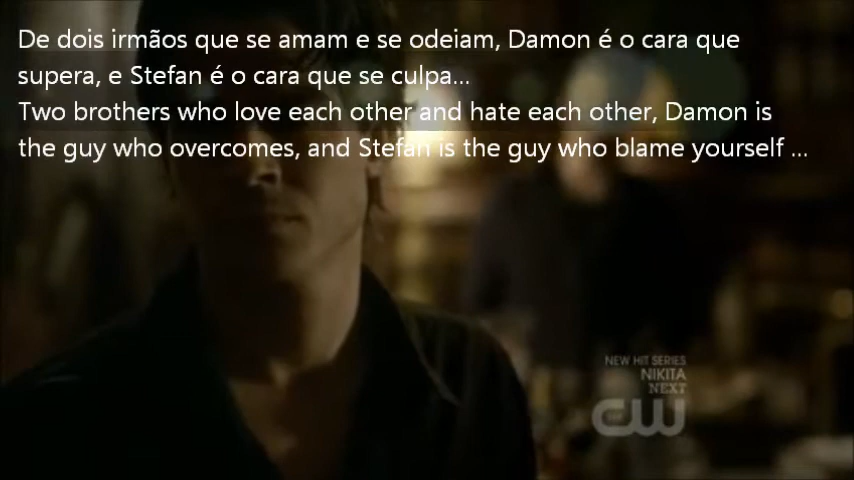 De dois irmãos que se amam e se odeiam, Damon é o cara que
supera, e Stefan é o cara que se culpa...
Two brothers who love each other and hate each other, Damon is
the guy who overcomes, and Stefan is the guy who blame yourself ...
NEW HIT SERIES
NIKITA
NEXT
THE CW